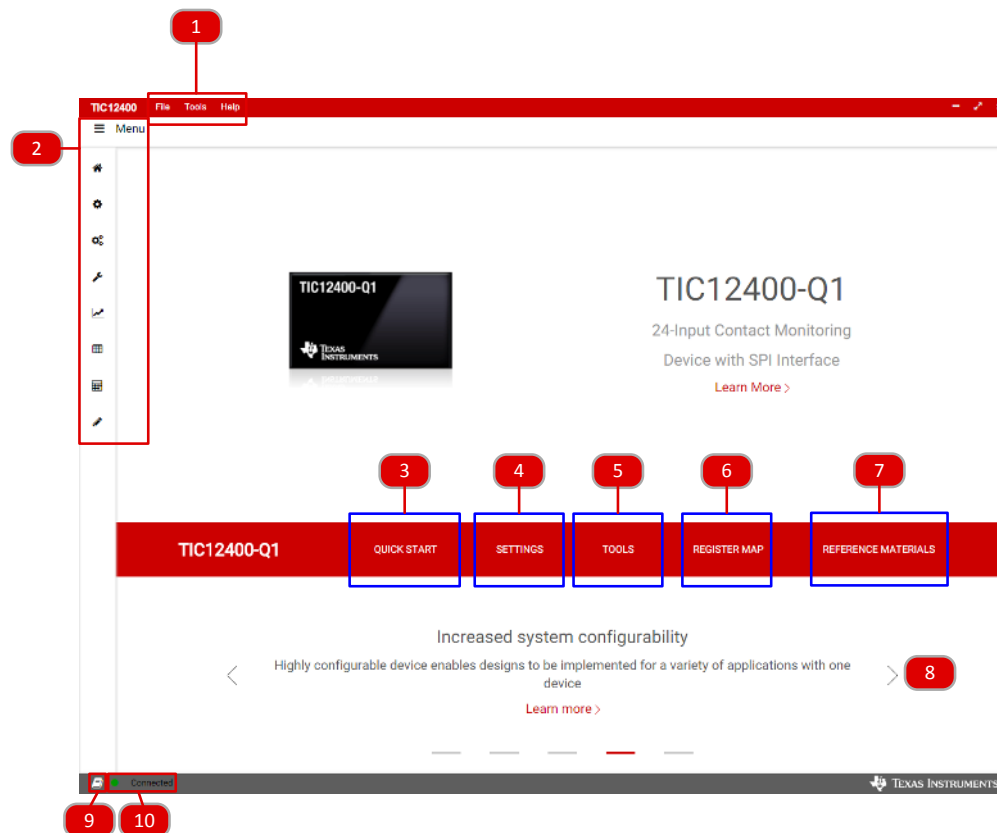 1
TIC12400 File Tools Help
Menu
2
TIC12400-Q1
TEXAS INSTRUMENTS
TIC12400-Q1
24-Input Contact Monitoring
Device with SPI Interface
Learn More >
3 4 5 6 7
TIC12400-Q1 QUICK START SETTINGS TOOLS REGISTER MAP REFERENCE MATERIALS
Increased system configurability
Highly configurable device enables designs to be implemented for a variety of applications with one
device
Learn more >
8
Connected
TEXAS INSTRUMENTS
9 10